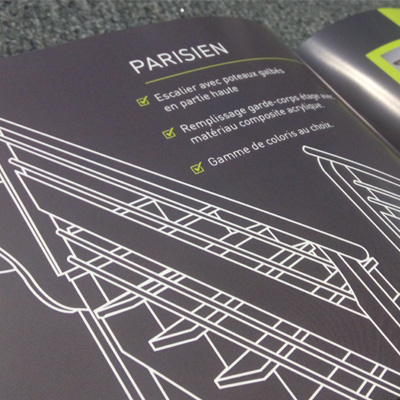 PARISIEN
Escalier avec poteaux galbés
en partie haute
Remplissage garde-corps étage avec
matériau composite acrylique.
Gamme de coloris au choix.